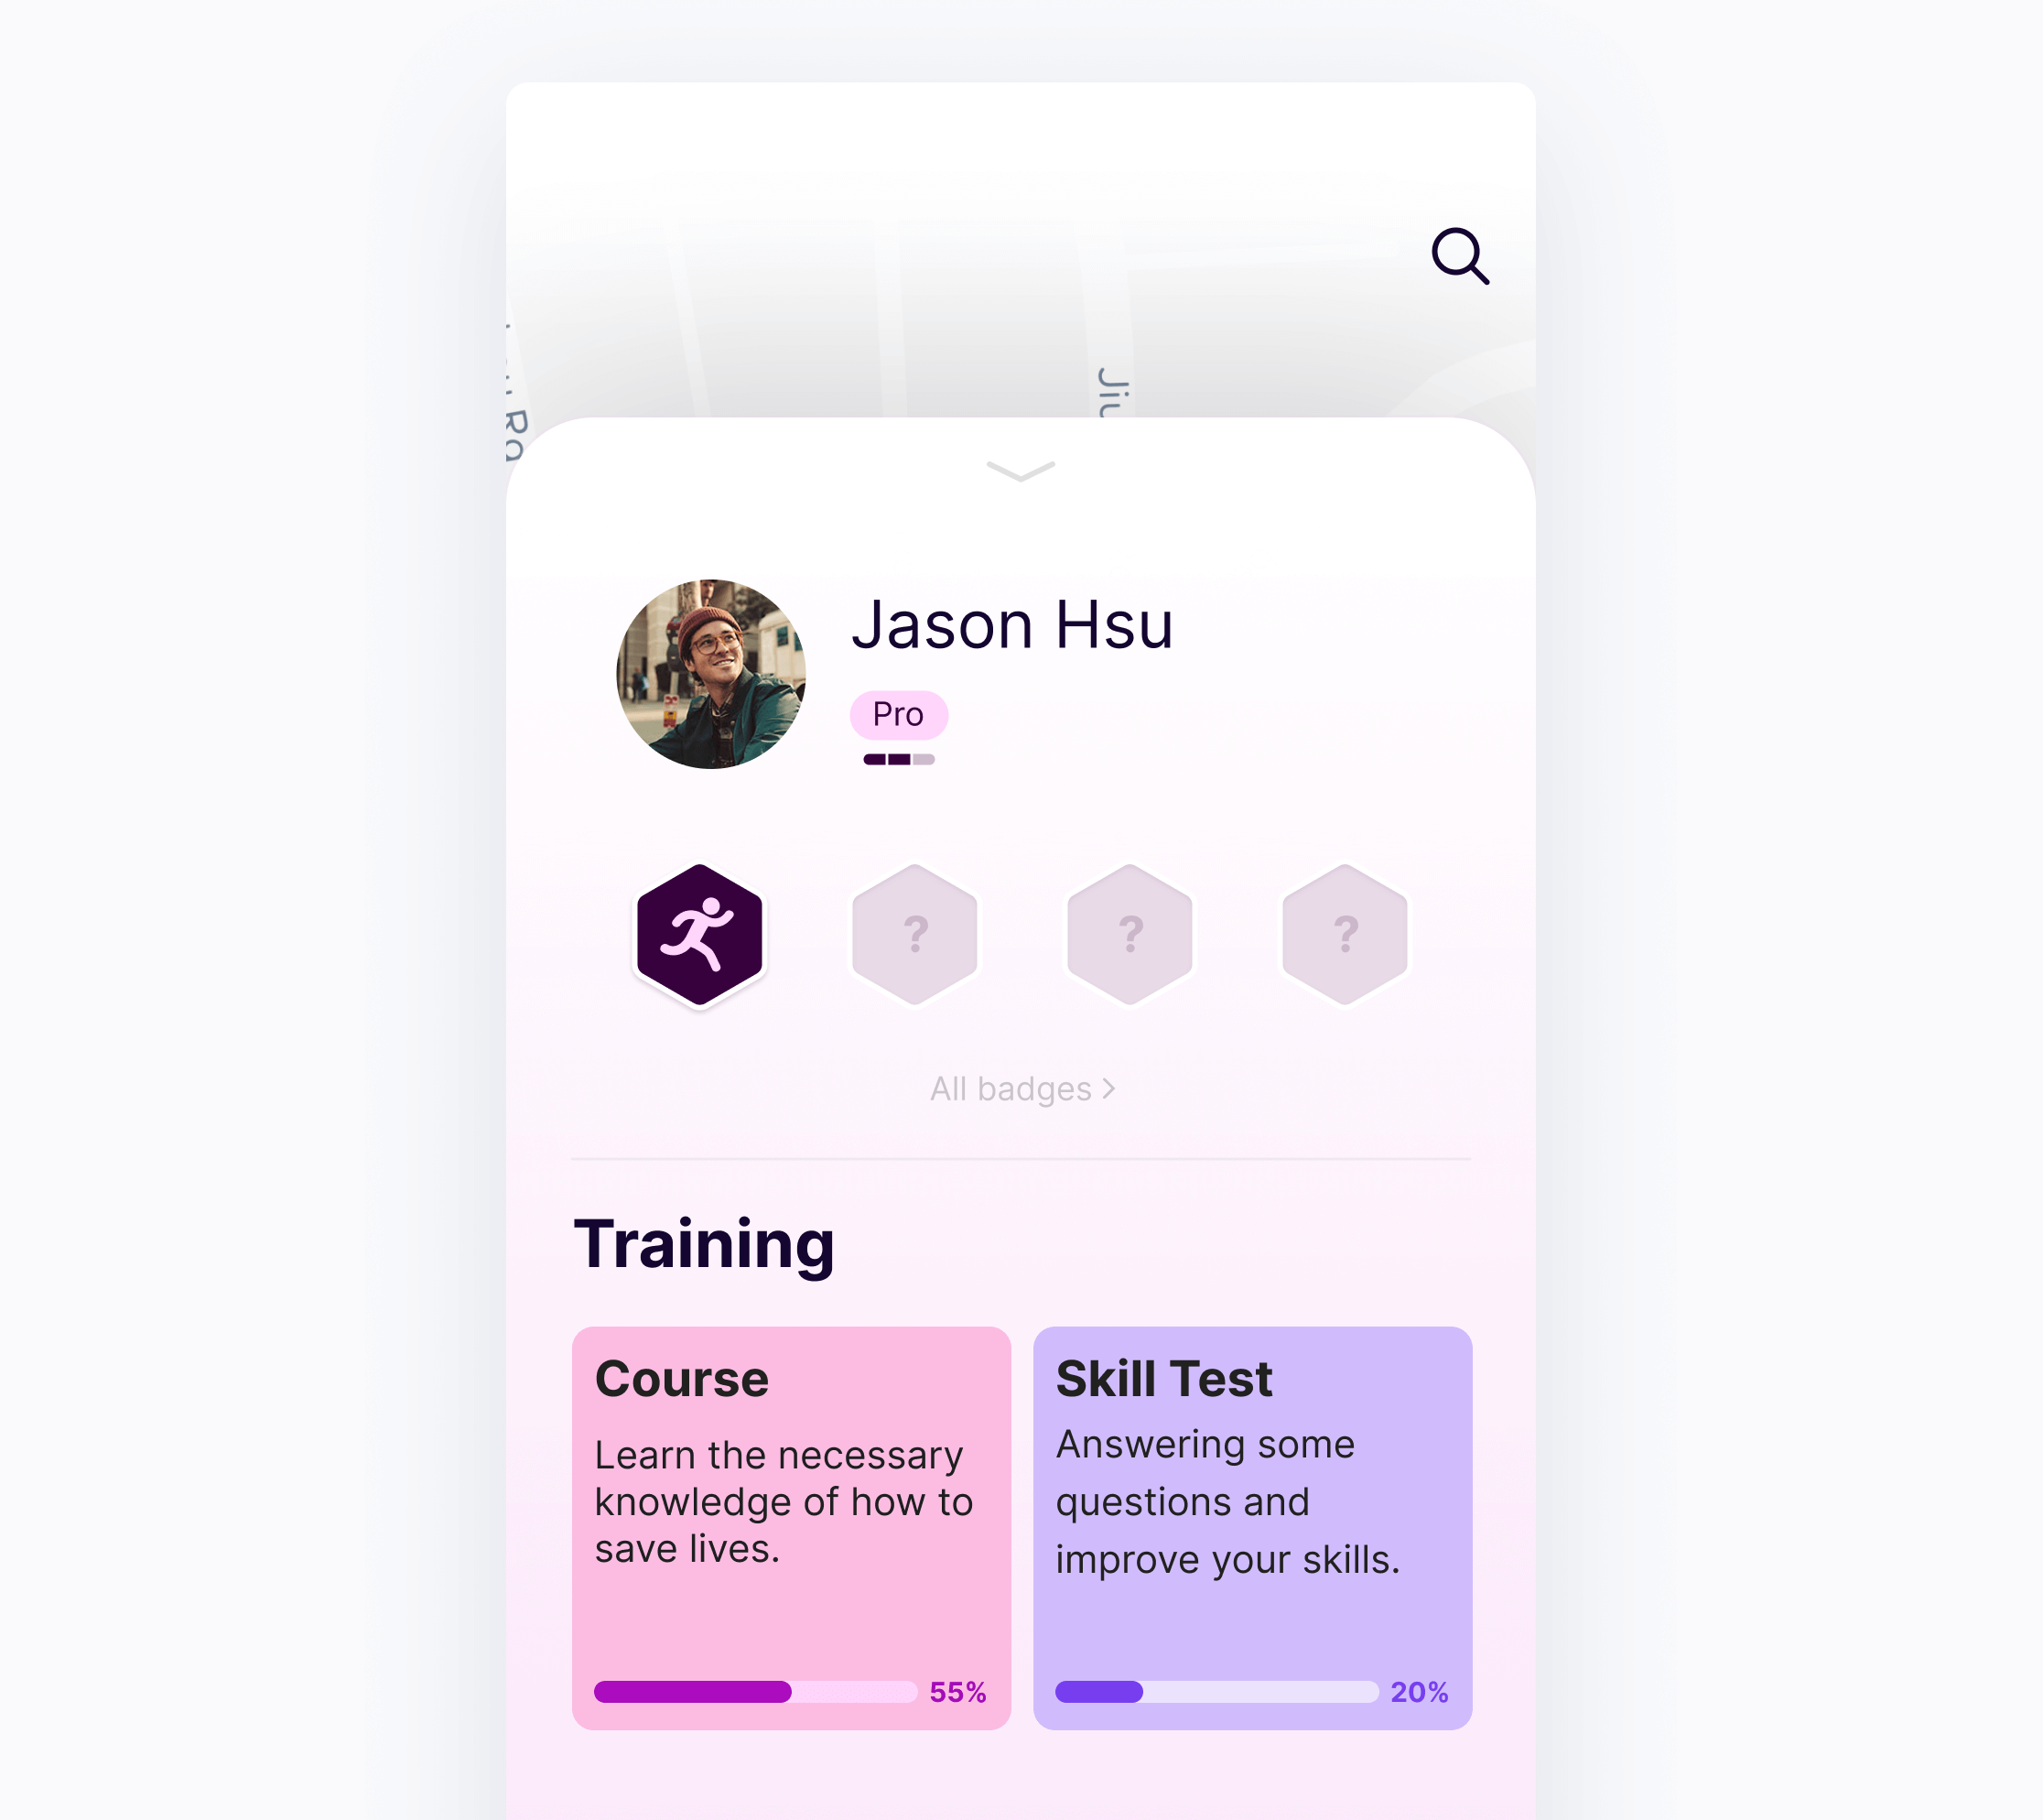 Jiu
Jason Hsu
Pro
?
?
?
All badges >
Training
Course
Learn the necessary
knowledge of how to
save lives.
55%
Skill Test
Answering some
questions and
improve your skills.
20%